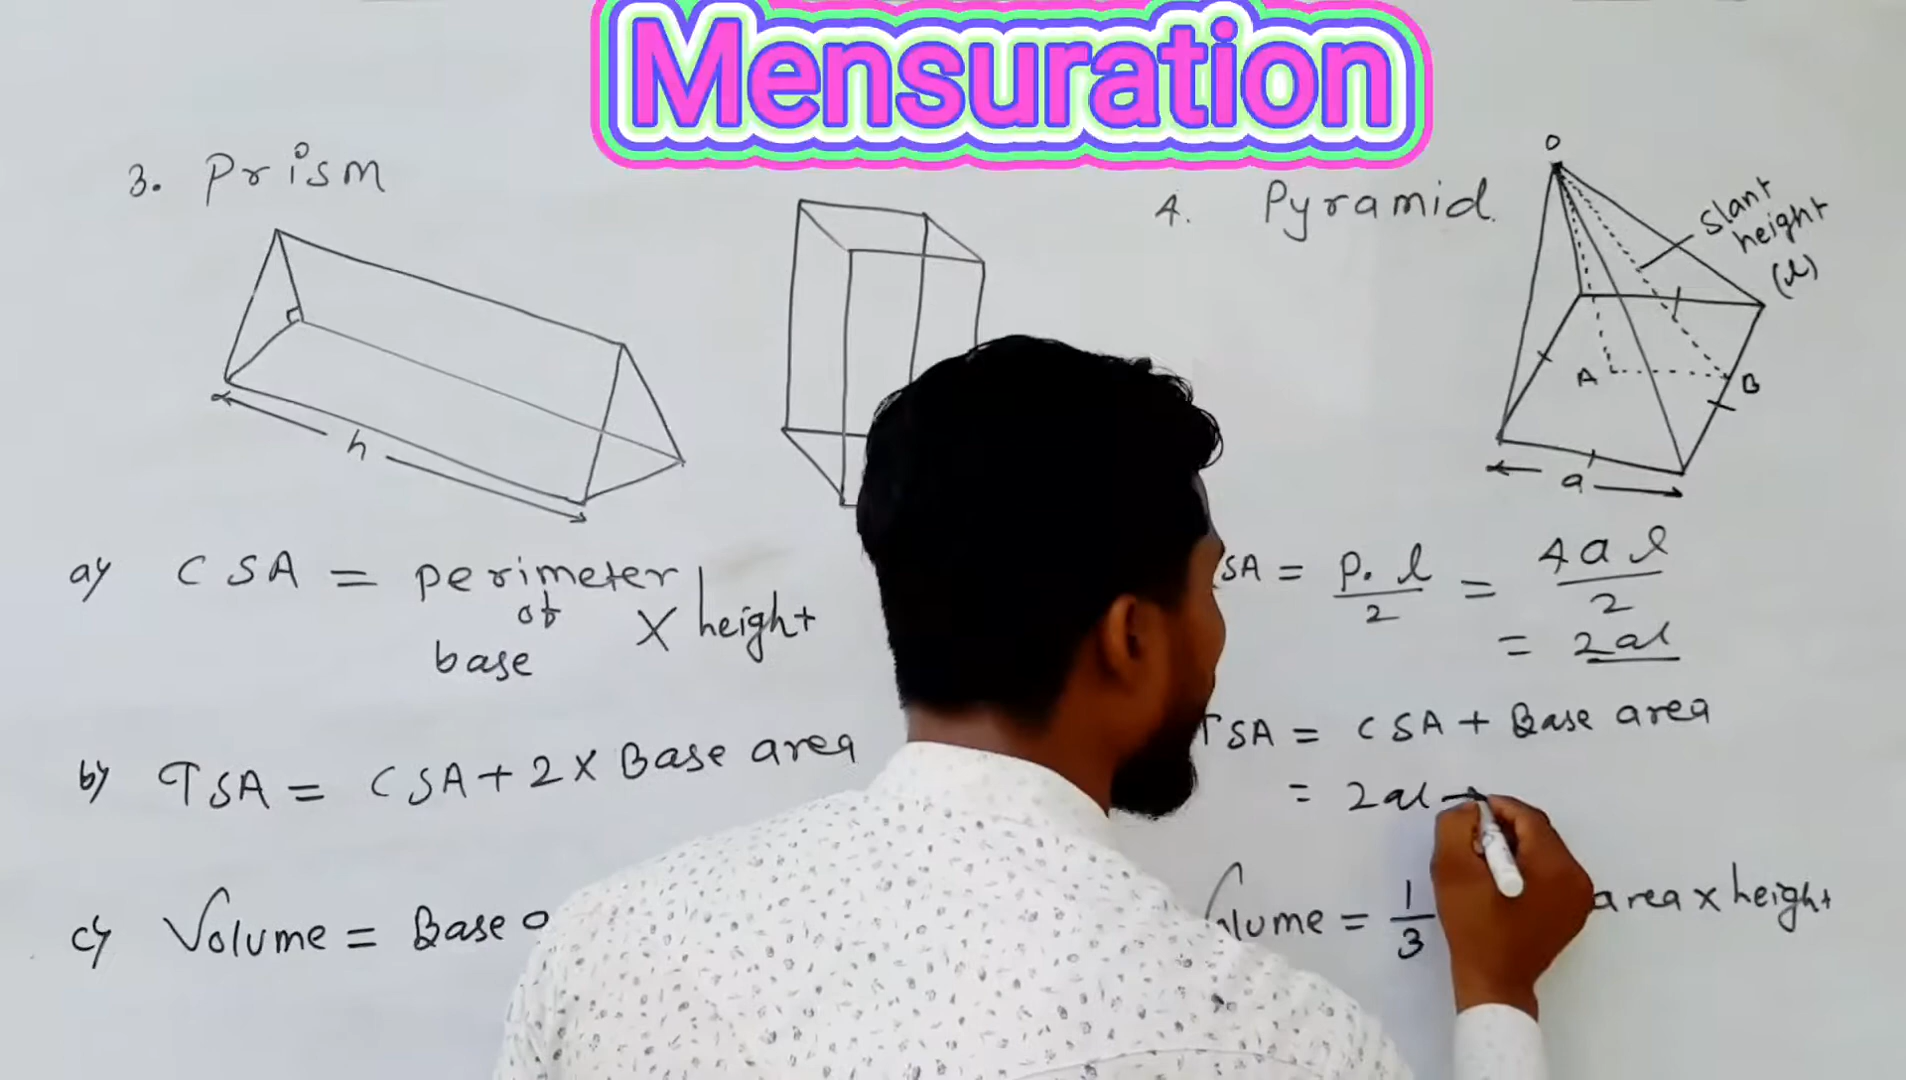 Mensuration
3. Prism
h
a) CSA = perimeter
of
base × height
b) TSA = CSA + 2 × Base area
c) Volume = Base
4. Pyramid
O
slant
height
(l)
A
B
a
SA = P. l / 2 = 4 a l / 2
= 2al
TSA = CSA + Base area
= 2al
lume = 1/3 area × height